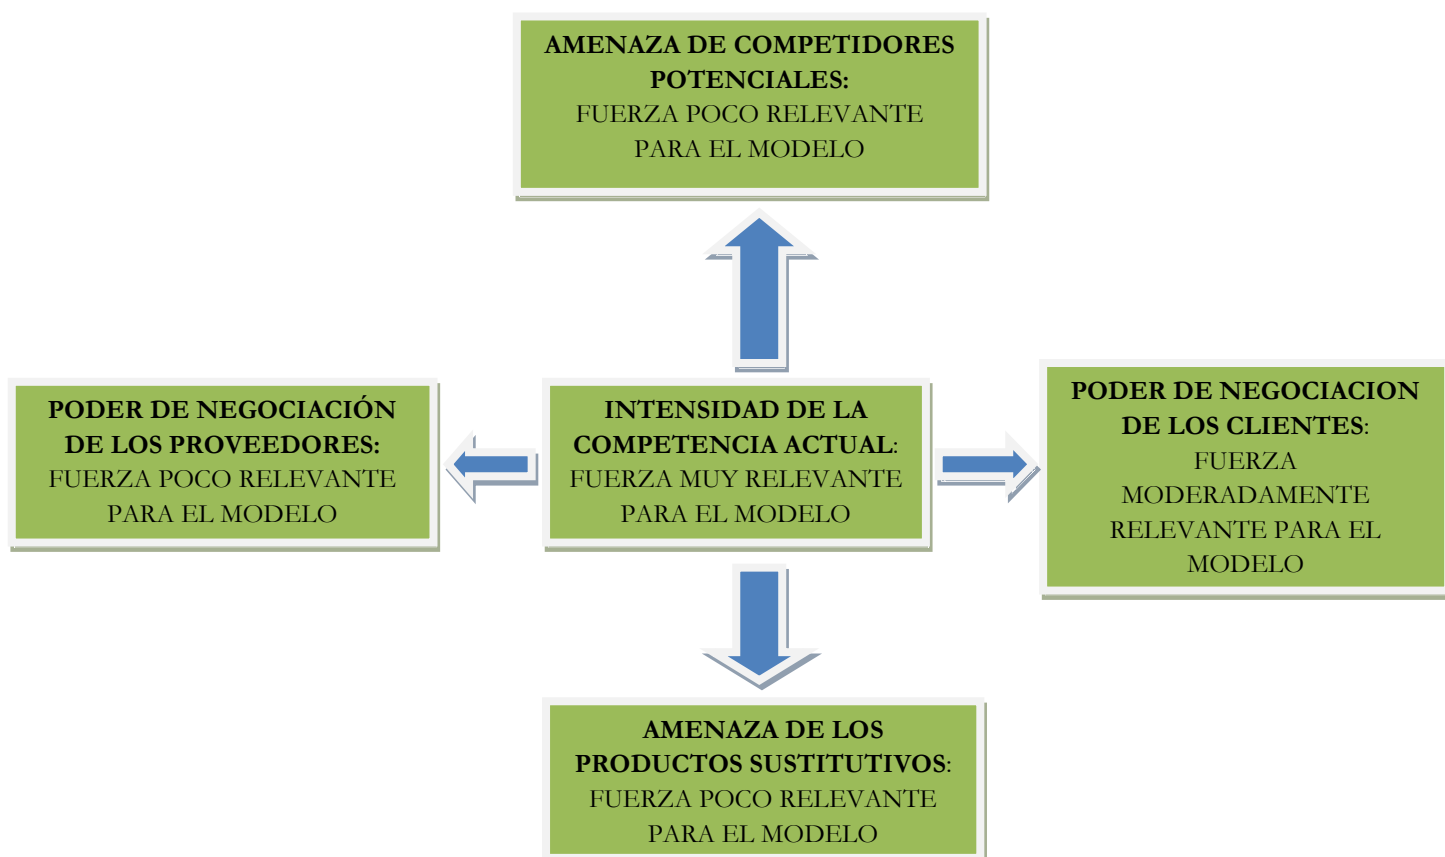 AMENAZA DE COMPETIDORES
POTENCIALES:
FUERZA POCO RELEVANTE
PARA EL MODELO
PODER DE NEGOCIACIÓN
DE LOS PROVEEDORES:
FUERZA POCO RELEVANTE
PARA EL MODELO
INTENSIDAD DE LA
COMPETENCIA ACTUAL:
FUERZA MUY RELEVANTE
PARA EL MODELO
PODER DE NEGOCIACION
DE LOS CLIENTES:
FUERZA
MODERADAMENTE
RELEVANTE PARA EL
MODELO
AMENAZA DE LOS
PRODUCTOS SUSTITUTIVOS:
FUERZA POCO RELEVANTE
PARA EL MODELO